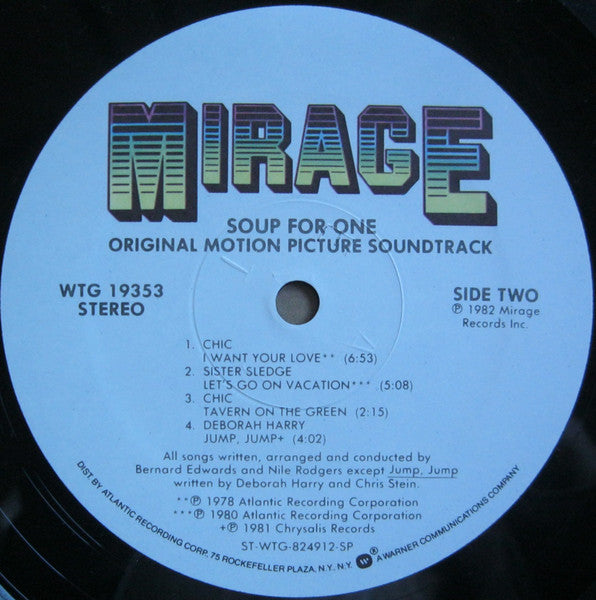 MIRAGE
SOUP FOR ONE
ORIGINAL MOTION PICTURE SOUNDTRACK
WTG 19353
STEREO
SIDE TWO
℗ 1982 Mirage
Records Inc.
1. CHIC
I WANT YOUR LOVE** (6:53)
2. SISTER SLEDGE
LET'S GO ON VACATION*** (5:08)
3. CHIC
TAVERN ON THE GREEN (2:15)
4. DEBORAH HARRY
JUMP, JUMP+ (4:02)
All songs written, arranged and conducted by
Bernard Edwards and Nile Rodgers except Jump, Jump
written by Deborah Harry and Chris Stein.
**℗ 1978 Atlantic Recording Corporation
***℗ 1980 Atlantic Recording Corporation
+℗ 1981 Chrysalis Records
ST-WTG-824912-SP
DIST BY ATLANTIC RECORDING CORP. 75 ROCKEFELLER PLAZA, N.Y., N.Y. W® A WARNER COMMUNICATIONS COMPANY